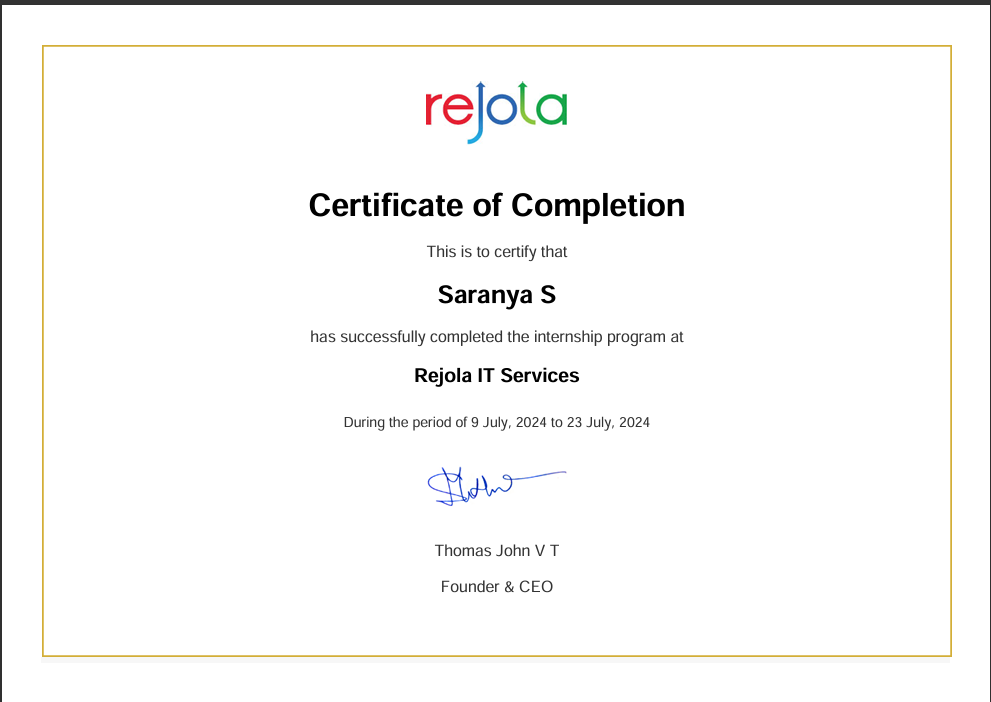 rejola
Certificate of Completion
This is to certify that
Saranya S
has successfully completed the internship program at
Rejola IT Services
During the period of 9 July, 2024 to 23 July, 2024
Thomas John V T
Founder & CEO